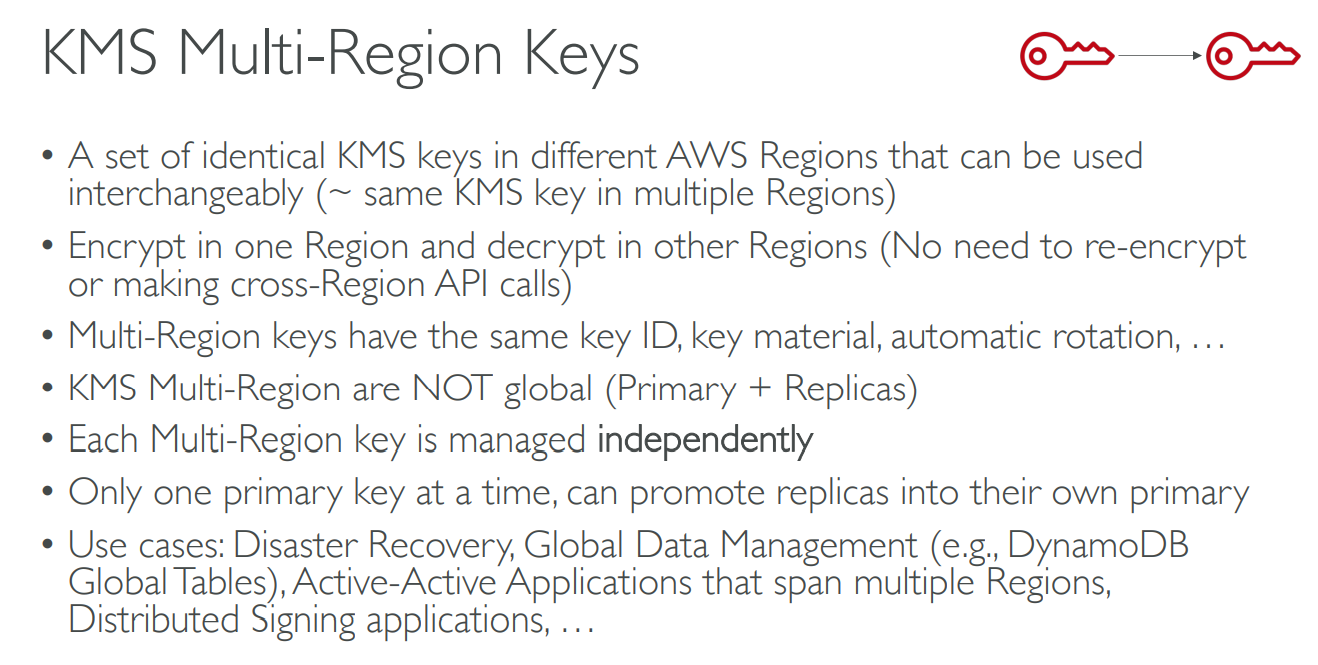 KMS Multi-Region Keys
• A set of identical KMS keys in different AWS Regions that can be used
interchangeably (~ same KMS key in multiple Regions)
• Encrypt in one Region and decrypt in other Regions (No need to re-encrypt
or making cross-Region API calls)
• Multi-Region keys have the same key ID, key material, automatic rotation, …
• KMS Multi-Region are NOT global (Primary + Replicas)
• Each Multi-Region key is managed independently
• Only one primary key at a time, can promote replicas into their own primary
• Use cases: Disaster Recovery, Global Data Management (e.g., DynamoDB
Global Tables), Active-Active Applications that span multiple Regions,
Distributed Signing applications, …